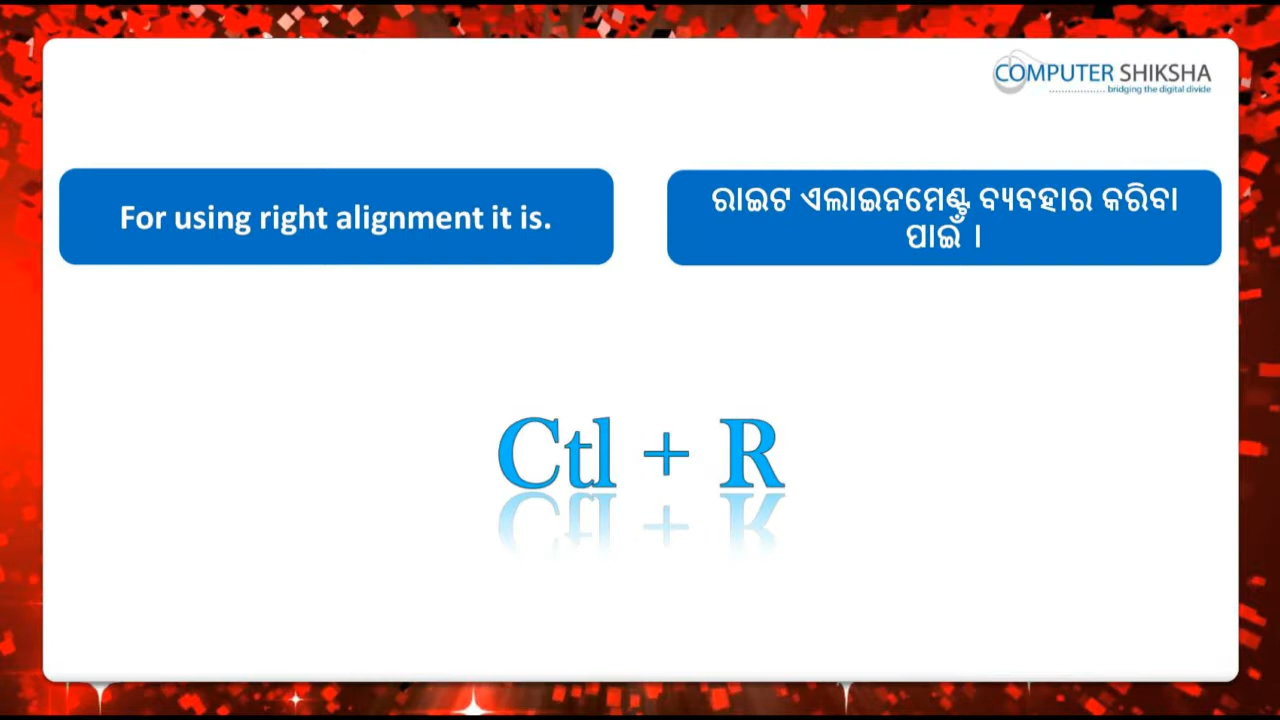 COMPUTER SHIKSHA
bridging the digital divide
For using right alignment it is.
ରାଇଟ ଏଲାଇନମେଣ୍ଟ ବ୍ୟବହାର କରିବା
ପାଇଁ ।
Ctl + R